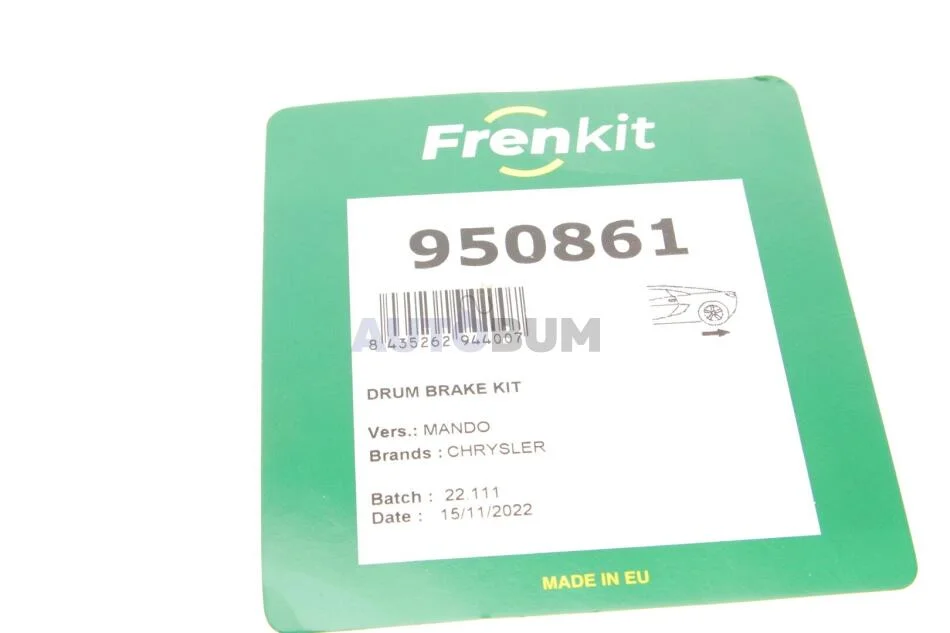 Frenkit
950861
8 435262 944007
AUTOBUM
DRUM BRAKE KIT
Vers.: MANDO
Brands : CHRYSLER
Batch : 22.111
Date : 15/11/2022
MADE IN EU